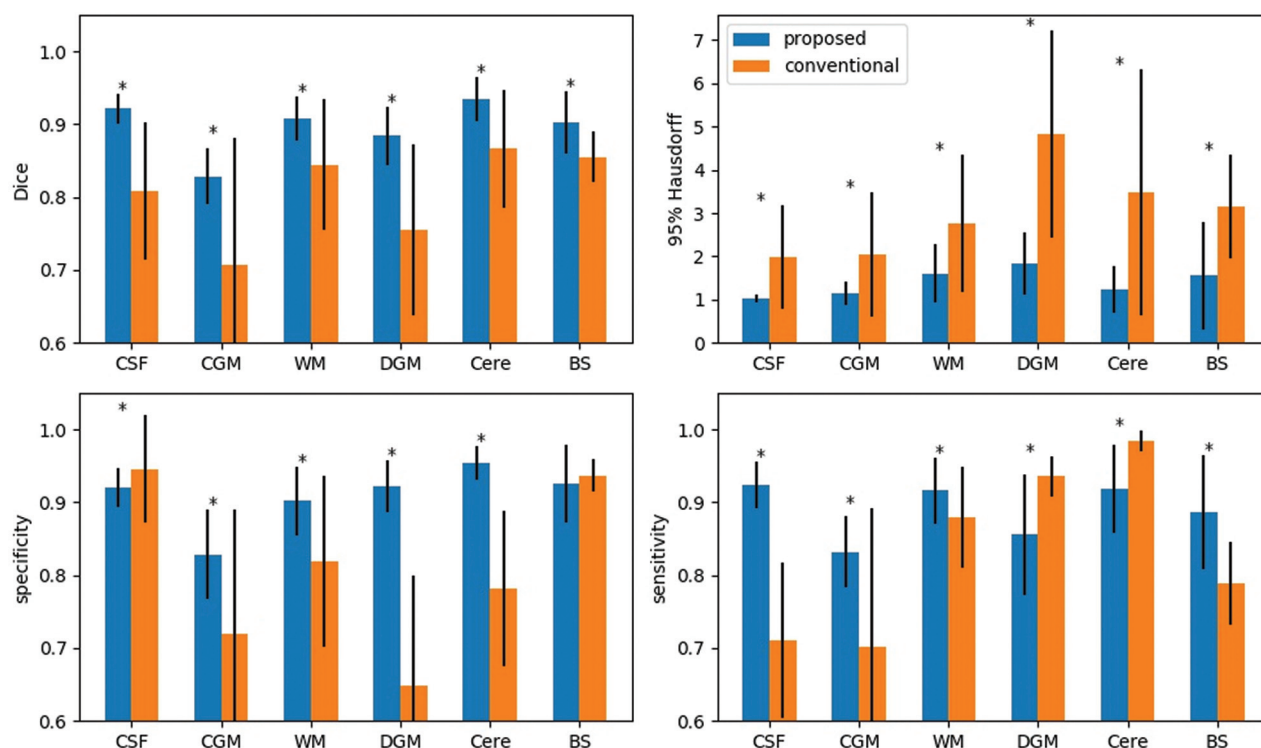 1.0
0.9
0.8
0.7
0.6
Dice
* * * * * *
CSF CGM WM DGM Cere BS
7
6
5
4
3
2
1
0
95% Hausdorff
proposed
conventional
* * * * * *
CSF CGM WM DGM Cere BS
1.0
0.9
0.8
0.7
0.6
specificity
* * * * *
CSF CGM WM DGM Cere BS
1.0
0.9
0.8
0.7
0.6
sensitivity
* * * * * *
CSF CGM WM DGM Cere BS